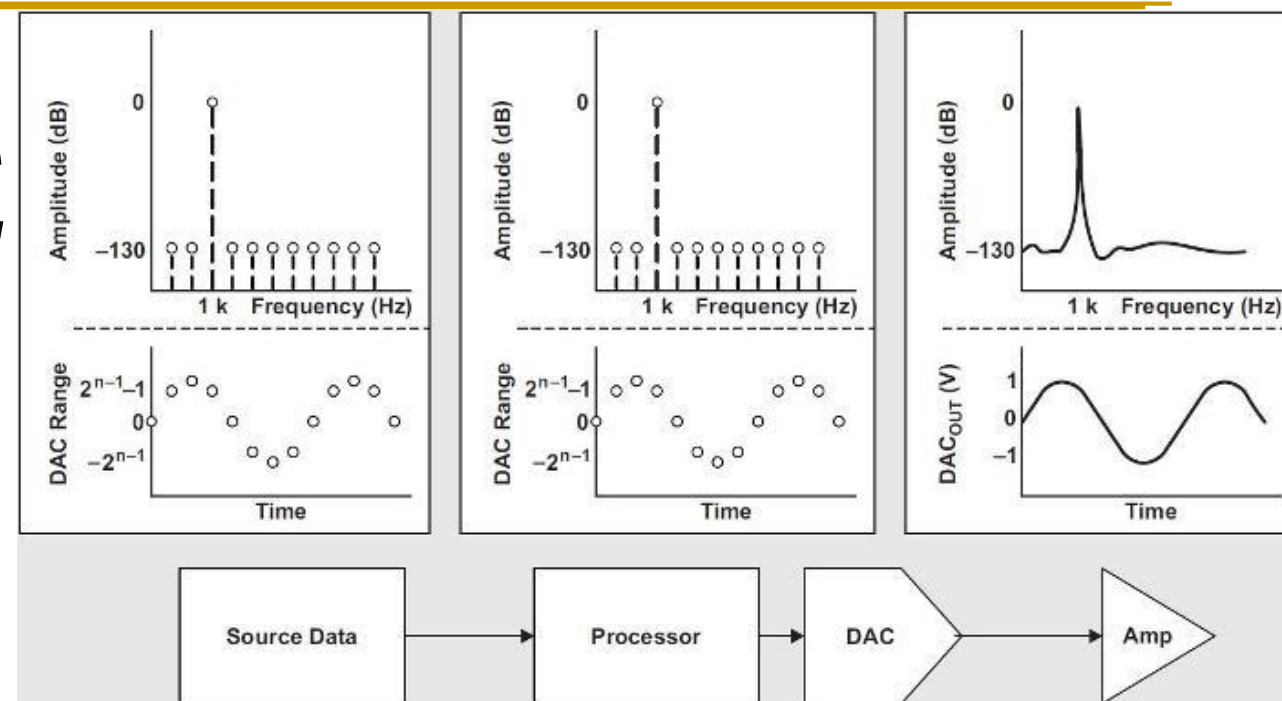 Amplitude (dB)
0
–130
1 k Frequency (Hz)
DAC Range
2ⁿ⁻¹–1
0
–2ⁿ⁻¹
Time
Amplitude (dB)
0
–130
1 k Frequency (Hz)
DAC Range
2ⁿ⁻¹–1
0
–2ⁿ⁻¹
Time
Amplitude (dB)
0
–130
1 k Frequency (Hz)
DAC_OUT (V)
1
0
–1
Time
Source Data
Processor
DAC
Amp